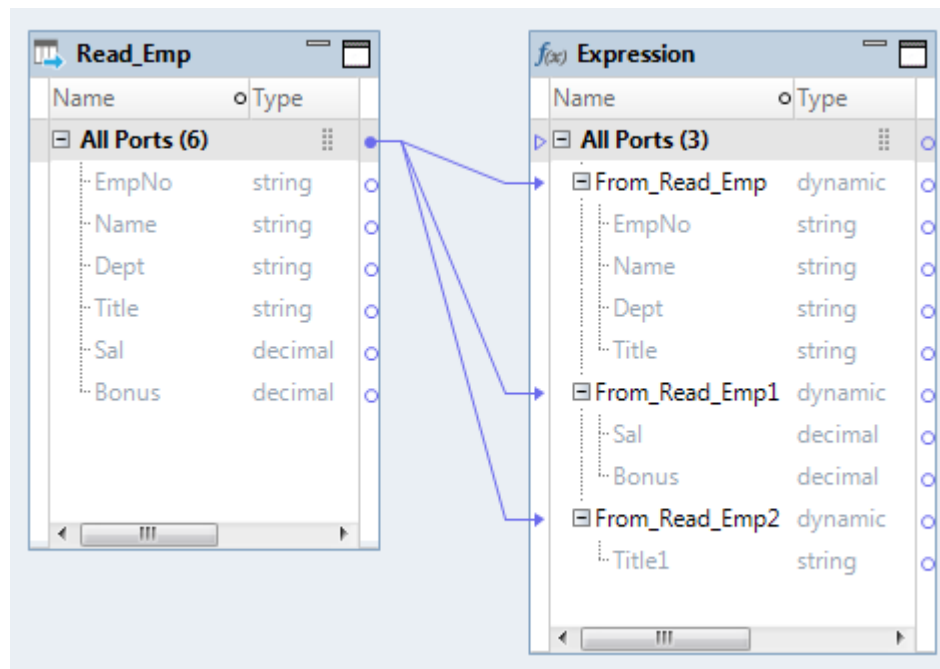 Read_Emp
Name Type
All Ports (6)
EmpNo string
Name string
Dept string
Title string
Sal decimal
Bonus decimal
f(x) Expression
Name Type
All Ports (3)
From_Read_Emp dynamic
EmpNo string
Name string
Dept string
Title string
From_Read_Emp1 dynamic
Sal decimal
Bonus decimal
From_Read_Emp2 dynamic
Title1 string